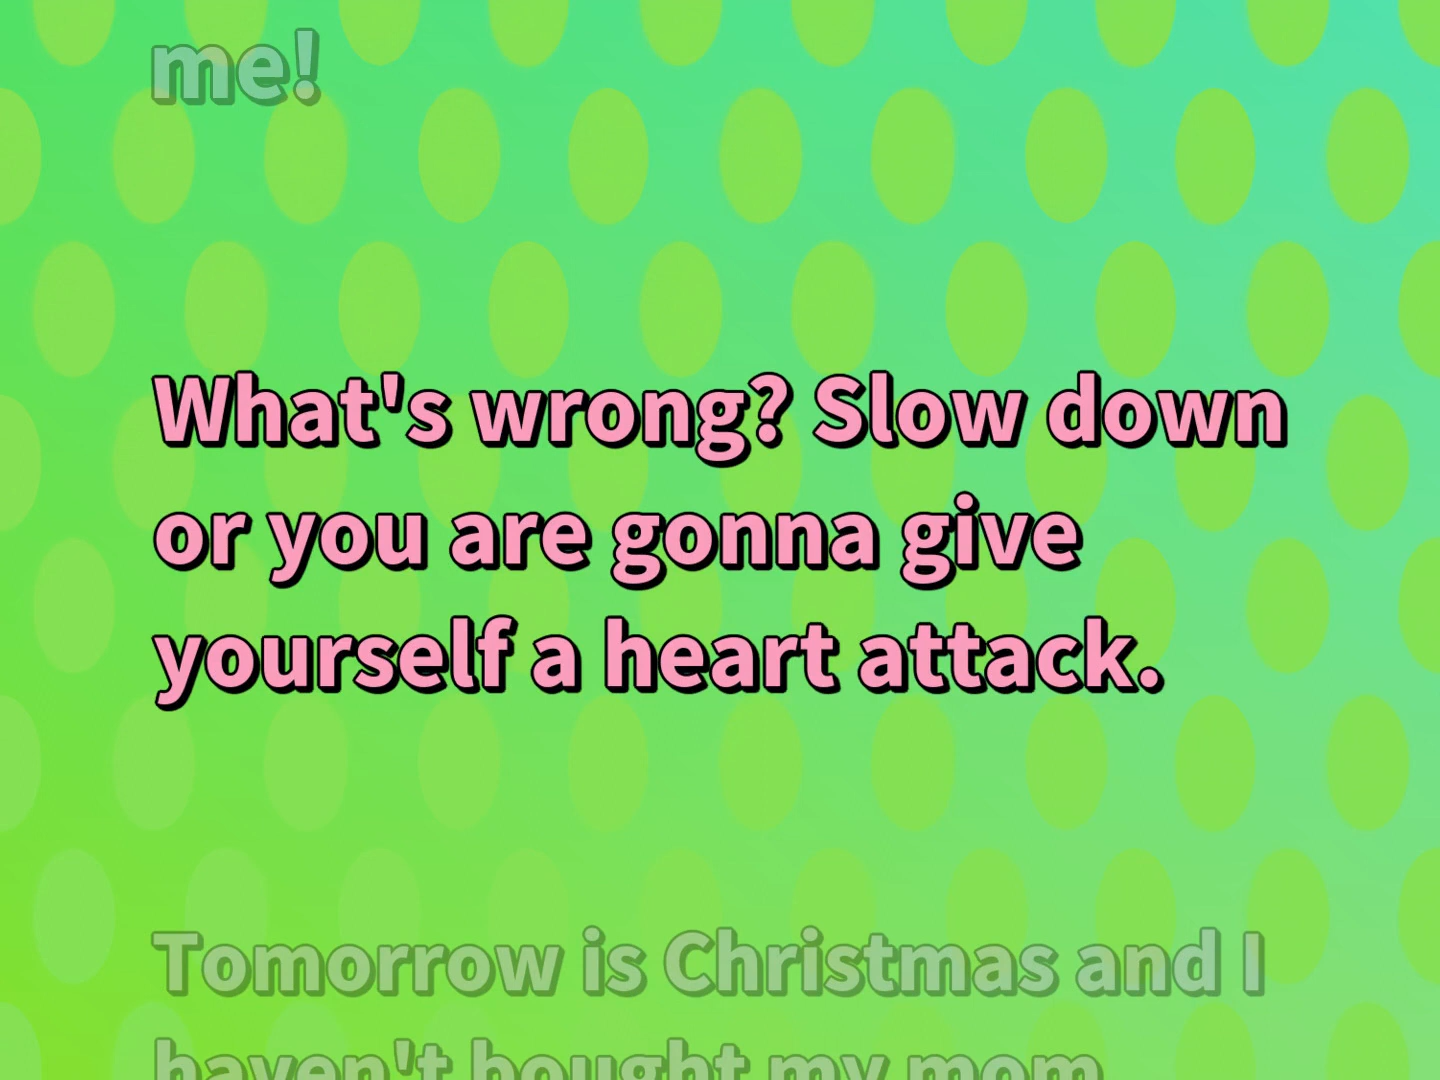 me!
What's wrong? Slow down
or you are gonna give
yourself a heart attack.
Tomorrow is Christmas and I
haven't bought my mom